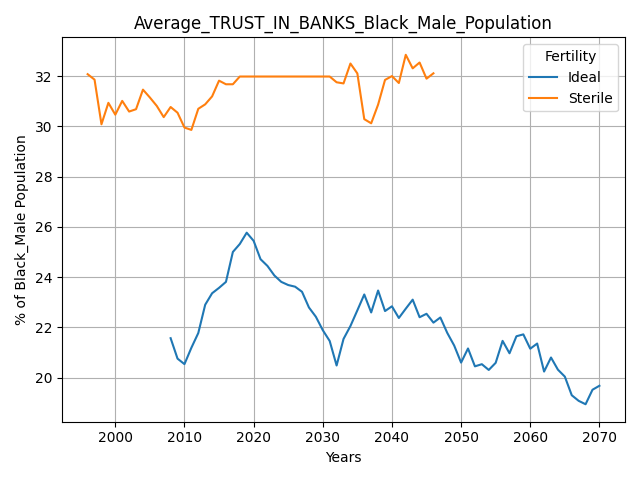 Average_TRUST_IN_BANKS_Black_Male_Population
Fertility
Ideal
Sterile
% of Black_Male Population
32
30
28
26
24
22
20
2000 2010 2020 2030 2040 2050 2060 2070
Years